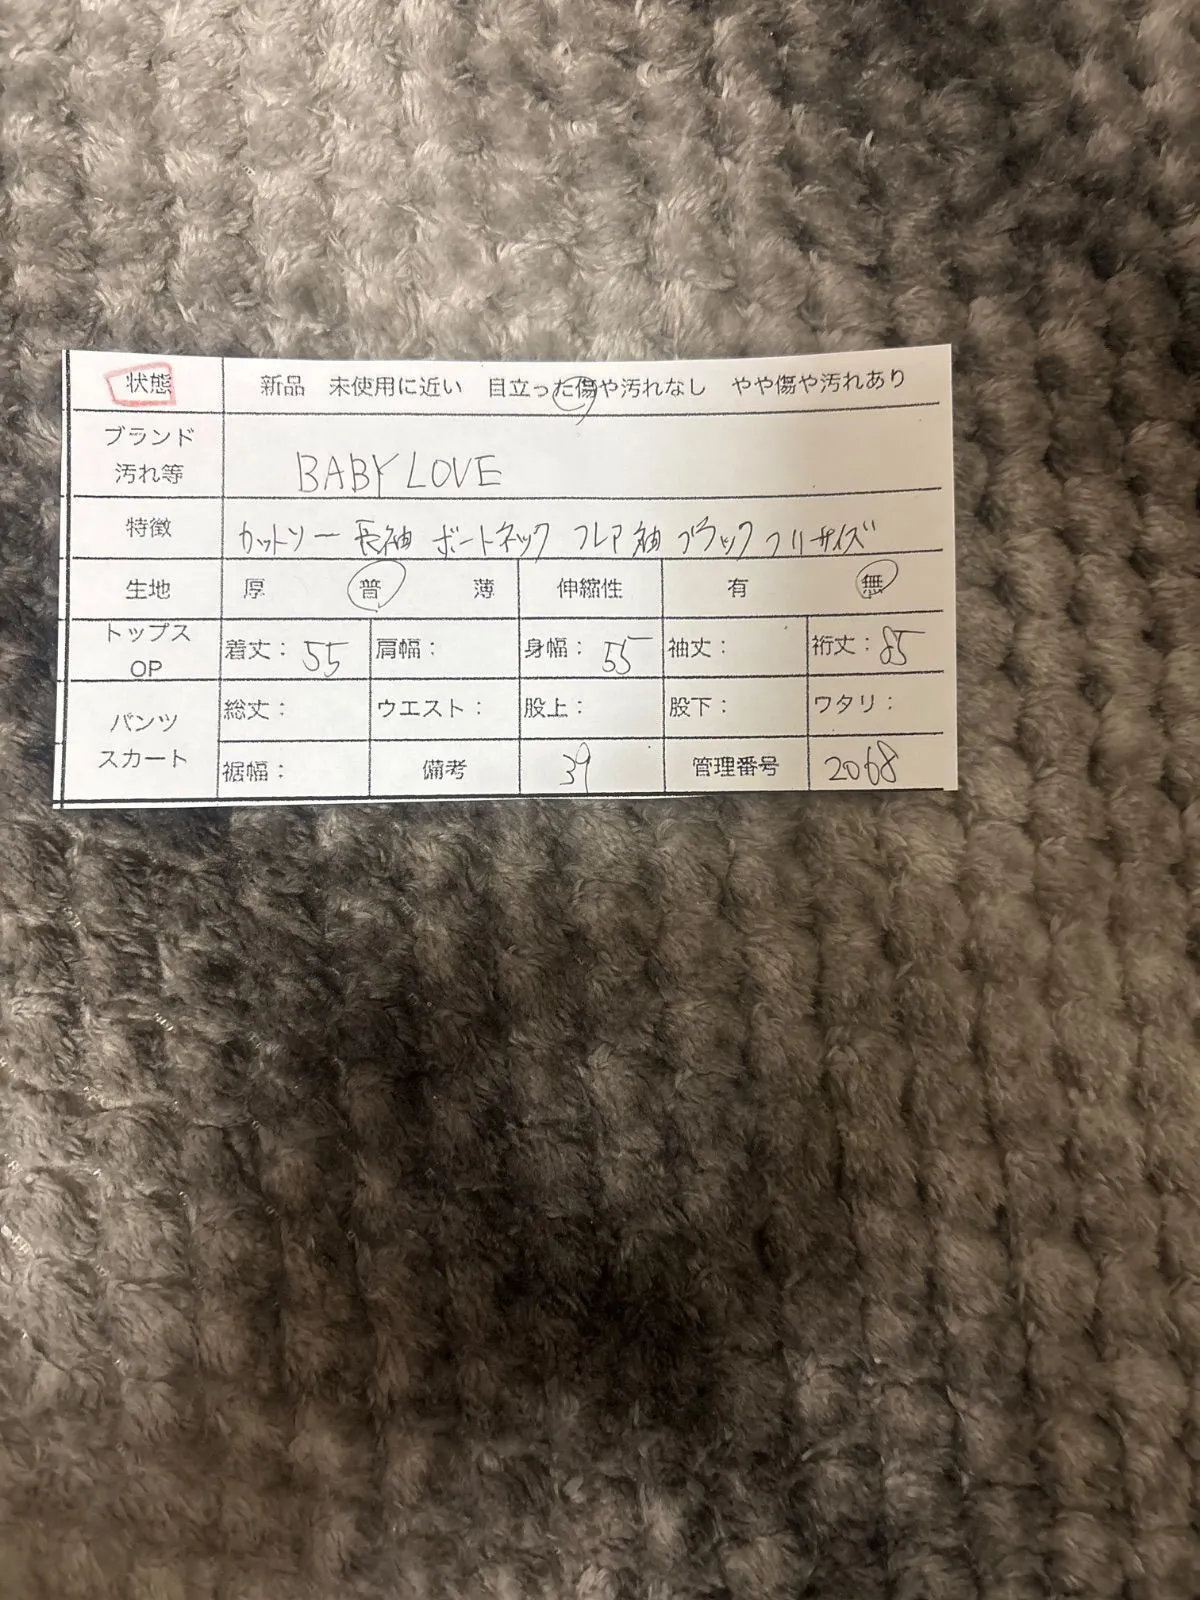 状態 新品 未使用に近い 目立った傷や汚れなし やや傷や汚れあり
ブランド
汚れ等 BABY LOVE
特徴 カットソー 長袖 ボートネック フレア袖 ブラック フリーサイズ
生地 厚 普 薄 伸縮性 有 無
トップス
OP 着丈: 55 肩幅: 身幅: 55 袖丈: 裄丈: 85
パンツ
スカート 総丈: ウエスト: 股上: 股下: ワタリ:
裾幅: 備考 39 管理番号 2068